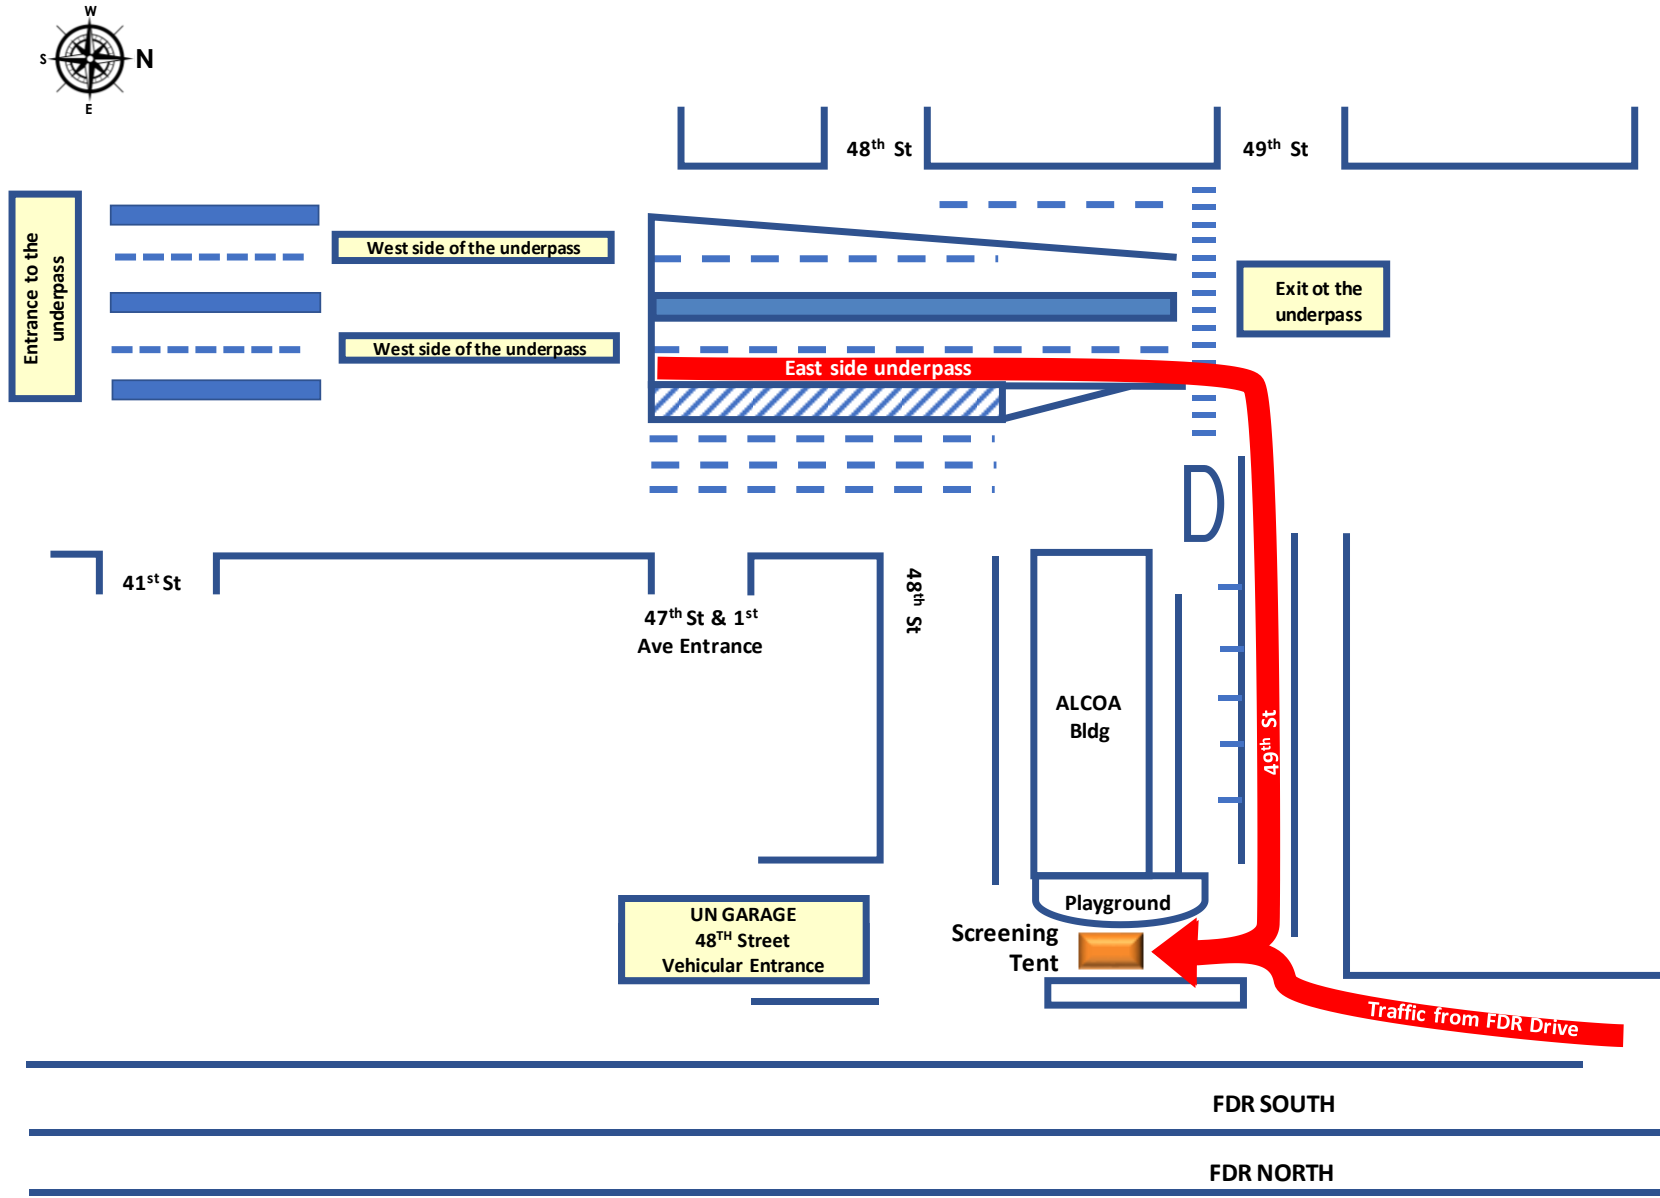 W
S N
E
48th St
49th St
Entrance to the
underpass
West side of the underpass
Exit ot the
underpass
West side of the underpass
East side underpass
41st St
48th St
47th St & 1st
Ave Entrance
ALCOA
Bldg
49th St
Playground
UN GARAGE
48TH Street
Vehicular Entrance
Screening
Tent
Traffic from FDR Drive
FDR SOUTH
FDR NORTH